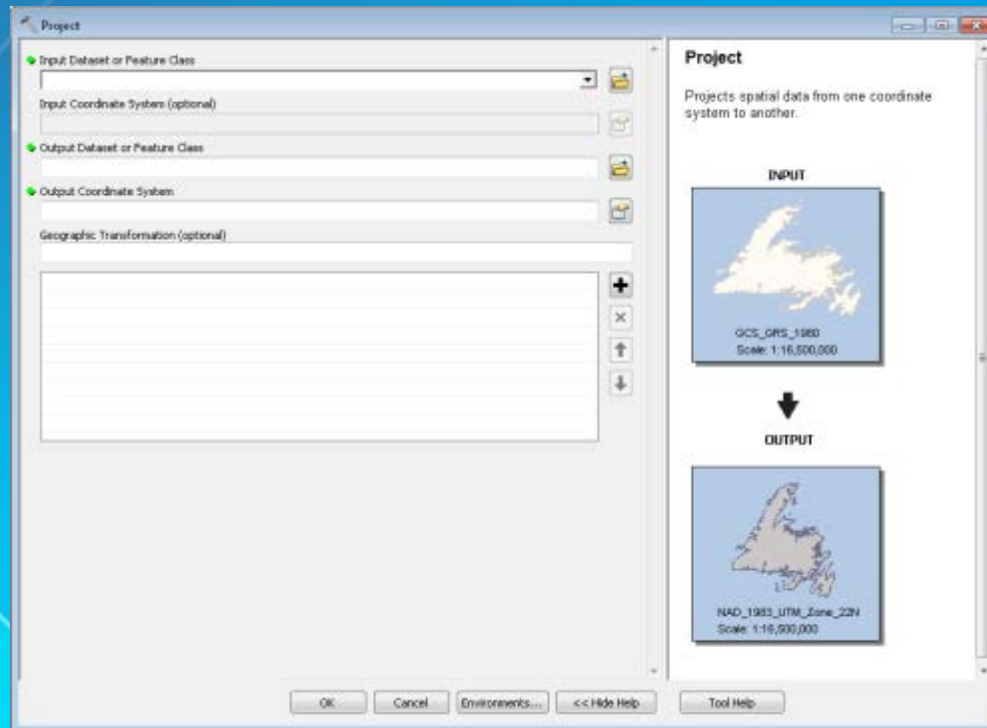 Project
Input Dataset or Feature Class
Input Coordinate System (optional)
Output Dataset or Feature Class
Output Coordinate System
Geographic Transformation (optional)
OK
Cancel
Environments...
<< Hide Help
Project
Projects spatial data from one coordinate
system to another.
INPUT
GCS_GRS_1980
Scale: 1:16,500,000
OUTPUT
NAD_1983_UTM_Zone_22N
Scale: 1:16,500,000
Tool Help